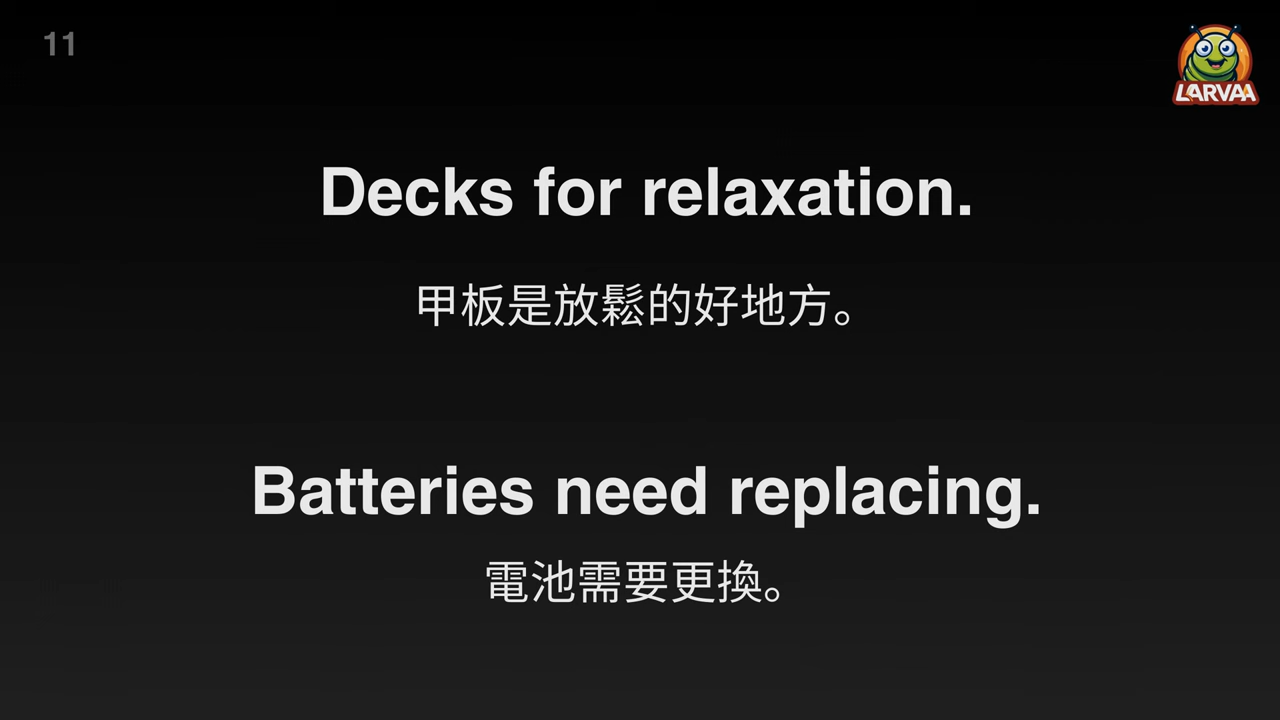 11
LARVAA
Decks for relaxation.
甲板是放鬆的好地方。
Batteries need replacing.
電池需要更換。